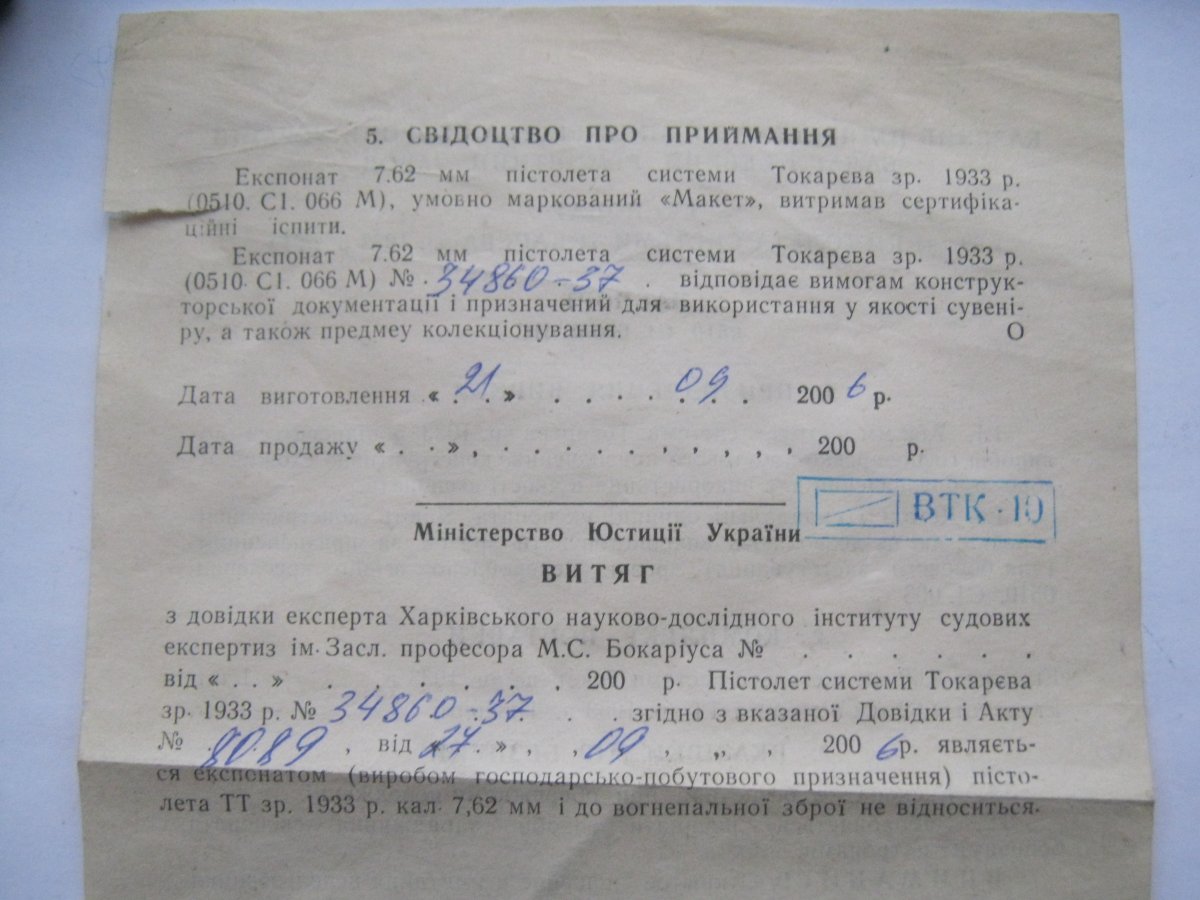 5. СВІДОЦТВО ПРО ПРИЙМАННЯ
Експонат 7.62 мм пістолета системи Токарєва зр. 1933 р.
(0510. С1. 066 М), умовно маркований «Макет», витримав сертифіка-
ційні іспити.
Експонат 7.62 мм пістолета системи Токарєва зр. 1933 р.
(0510. С1. 066 М) № 34860-37 . відповідає вимогам конструк-
торської документації і призначений для використання у якості сувені-
ру, а також предмеу колекціонування. О
Дата виготовлення « 21 » . . . . 09 . 2006 р.
Дата продажу « . . » . . . . . . . . . . , 200 р.
ВТК · 10
Міністерство Юстиції України
ВИТЯГ
з довідки експерта Харківського науково-дослідного інституту судових
експертиз ім. Засл. професора М.С. Бокаріуса № . . . . . .
від « . . » . . . . . . , 200 р. Пістолет системи Токарєва
зр. 1933 р. № 34860-37 . . згідно з вказаної Довідки і Акту
№ 8089 , від « 27 » , , 09 , , , , 2006 р. являєть-
ся експонатом (виробом господарсько-побутового призначення) písто-
лета ТТ зр. 1933 р. кал. 7,62 мм і до вогнепальної зброї не відноситься.